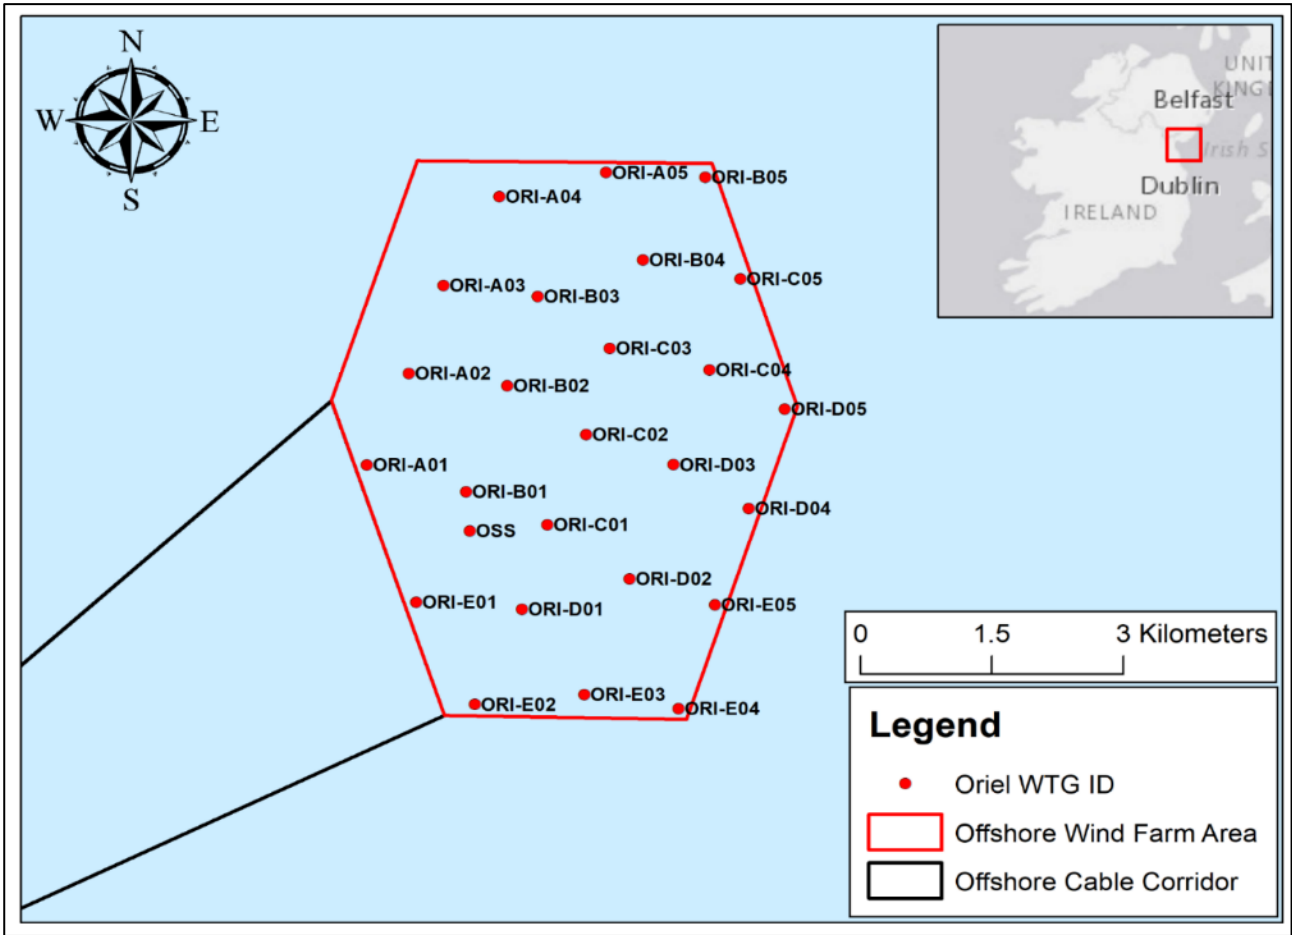 N
W E
S
UNIT
KINGD
Belfast
Irish S
Dublin
IRELAND
ORI-A05
ORI-B05
ORI-A04
ORI-B04
ORI-C05
ORI-A03
ORI-B03
ORI-C03
ORI-C04
ORI-A02
ORI-B02
ORI-D05
ORI-C02
ORI-A01
ORI-D03
ORI-B01
ORI-D04
ORI-C01
OSS
ORI-D02
ORI-E01
ORI-D01
ORI-E05
ORI-E02
ORI-E03
ORI-E04
0 1.5 3 Kilometers
Legend
Oriel WTG ID
Offshore Wind Farm Area
Offshore Cable Corridor